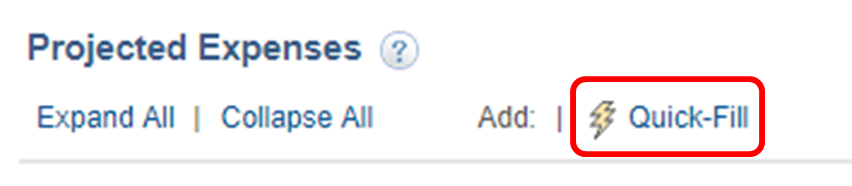 Projected Expenses ?
Expand All | Collapse All Add: | Quick-Fill